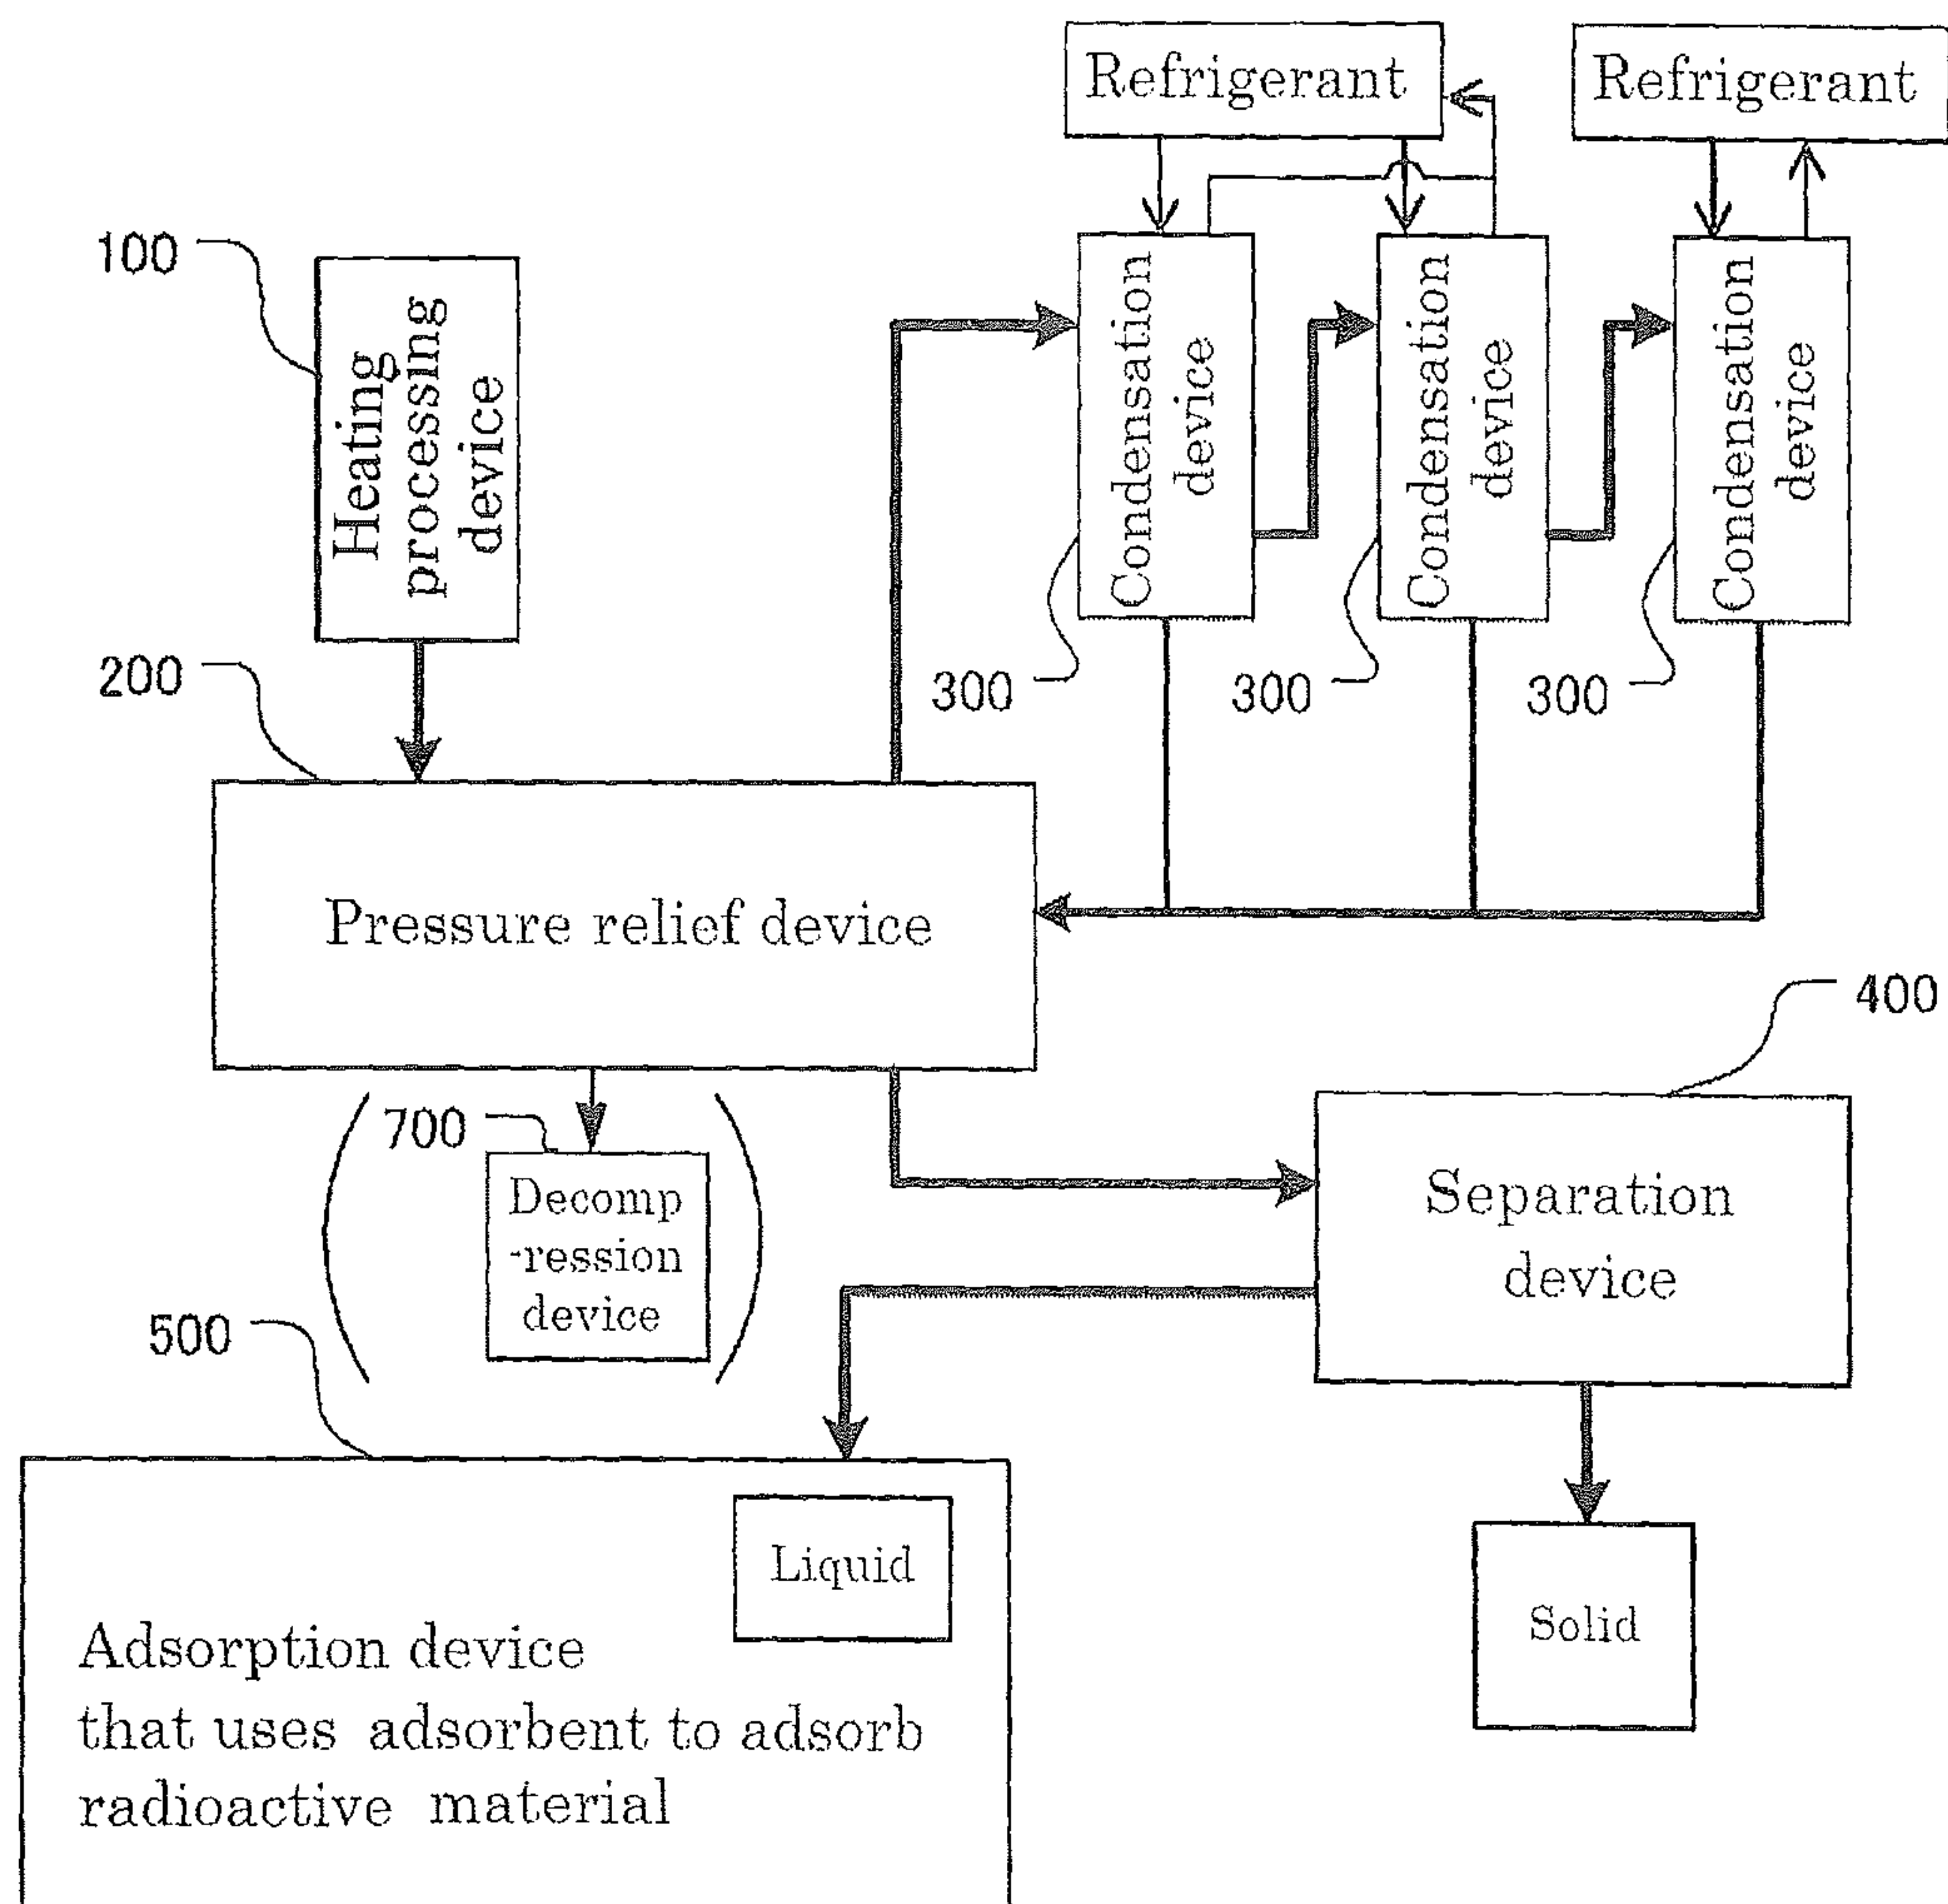 Refrigerant
Refrigerant
100
Heating
processing
device
Condensation
device
Condensation
device
Condensation
device
200
300
300
300
Pressure relief device
400
700
Decomp
-ression
device
Separation
device
500
Liquid
Adsorption device
that uses adsorbent to adsorb
radioactive material
Solid